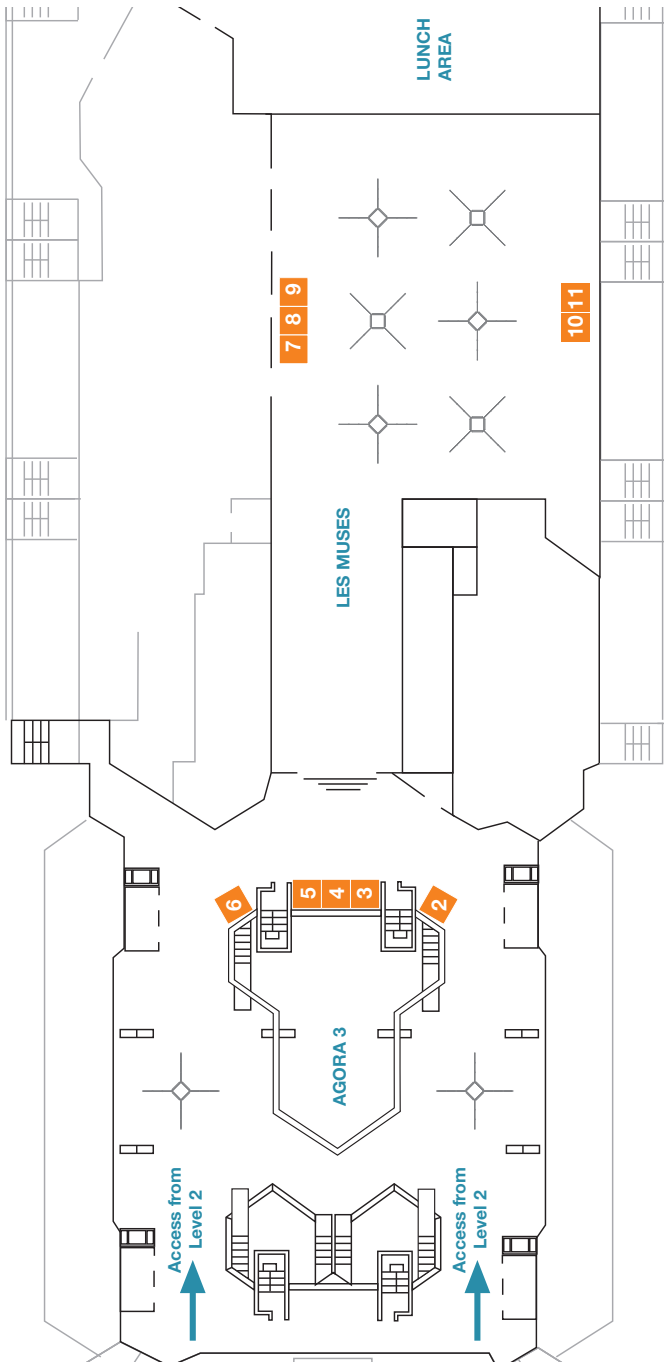 LUNCH
AREA
9
8
7
11
10
LES MUSES
6
5
4
3
2
AGORA 3
Access from
Level 2
Access from
Level 2